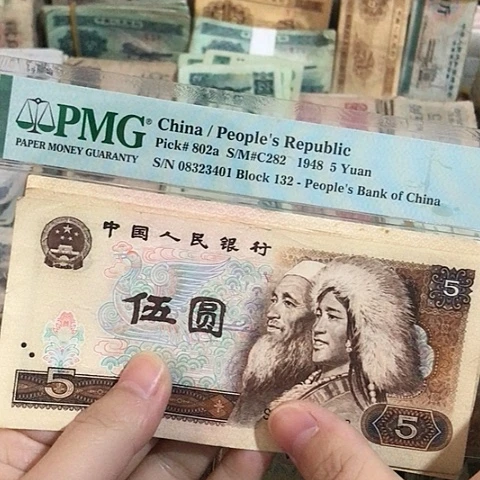 PMG® China / People's Republic
PAPER MONEY GUARANTY Pick# 802a S/M#C282 1948 5 Yuan
S/N 08323401 Block 132 - People's Bank of China
中国人民银行
5
伍圆
5
5